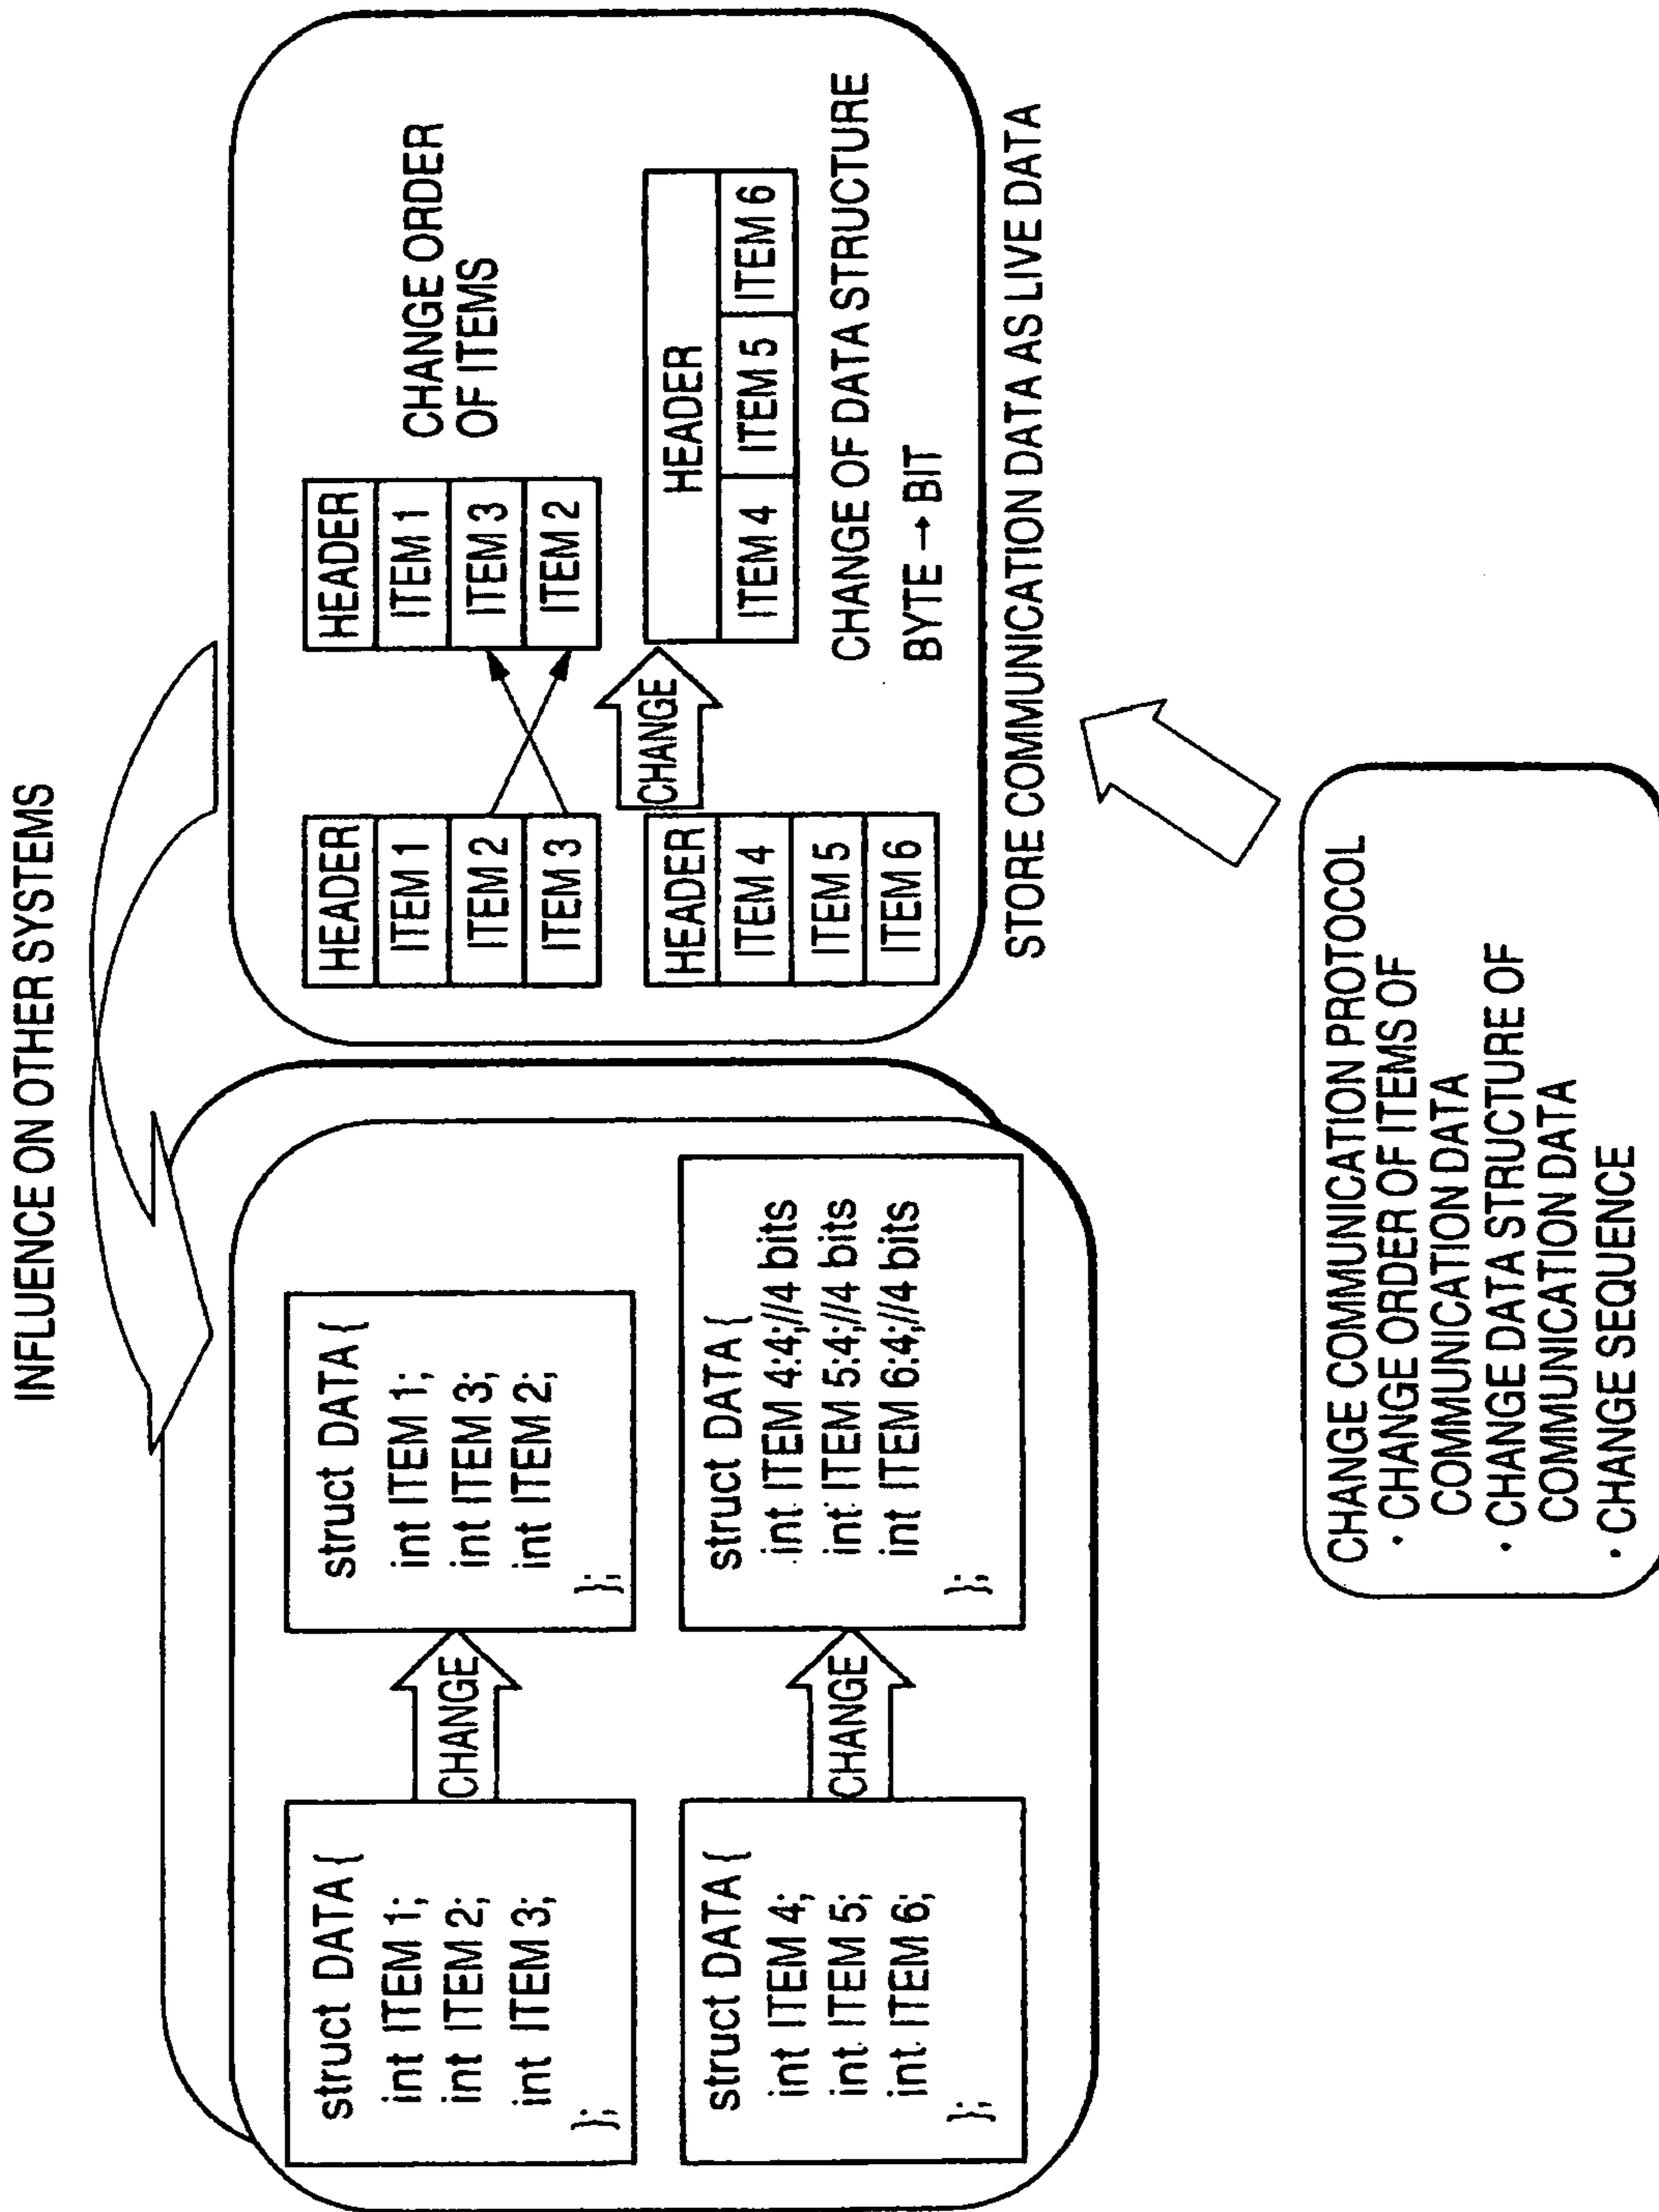 INFLUENCE ON OTHER SYSTEMS
struct DATA {
int ITEM 1;
int ITEM 2;
int ITEM 3;
};
CHANGE
struct DATA {
int ITEM 1;
int ITEM 3;
int ITEM 2;
};
struct DATA {
int ITEM 4;
int ITEM 5;
int ITEM 6;
};
CHANGE
struct DATA {
int ITEM 4:4;//4 bits
int ITEM 5:4;//4 bits
int ITEM 6:4;//4 bits
};
HEADER
ITEM 1
ITEM 2
ITEM 3
HEADER
ITEM 1
ITEM 3
ITEM 2
CHANGE ORDER
OF ITEMS
HEADER
ITEM 4
ITEM 5
ITEM 6
CHANGE
HEADER
ITEM 4 ITEM 5 ITEM 6
CHANGE OF DATA STRUCTURE
BYTE → BIT
STORE COMMUNICATION DATA AS LIVE DATA
CHANGE COMMUNICATION PROTOCOL
· CHANGE ORDER OF ITEMS OF
COMMUNICATION DATA
· CHANGE DATA STRUCTURE OF
COMMUNICATION DATA
· CHANGE SEQUENCE